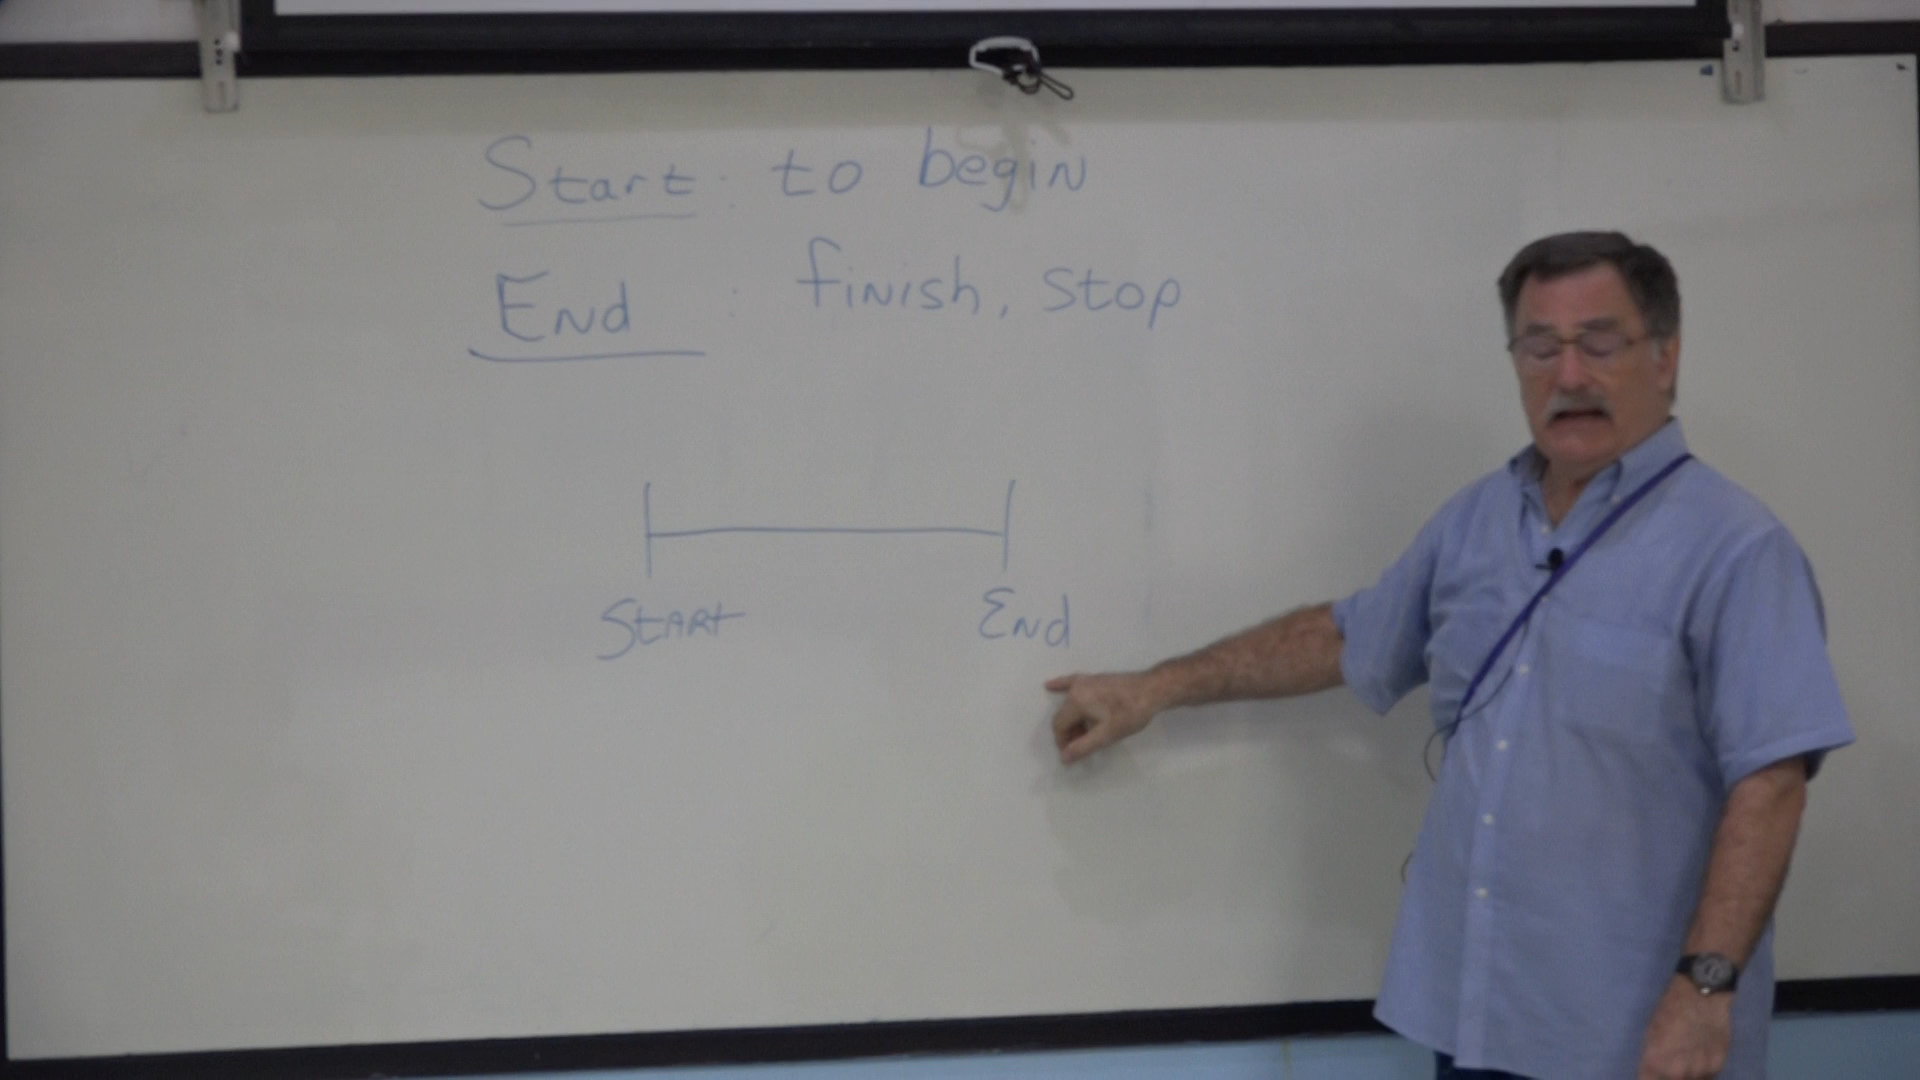 Start : to begin
End : finish, stop
START End